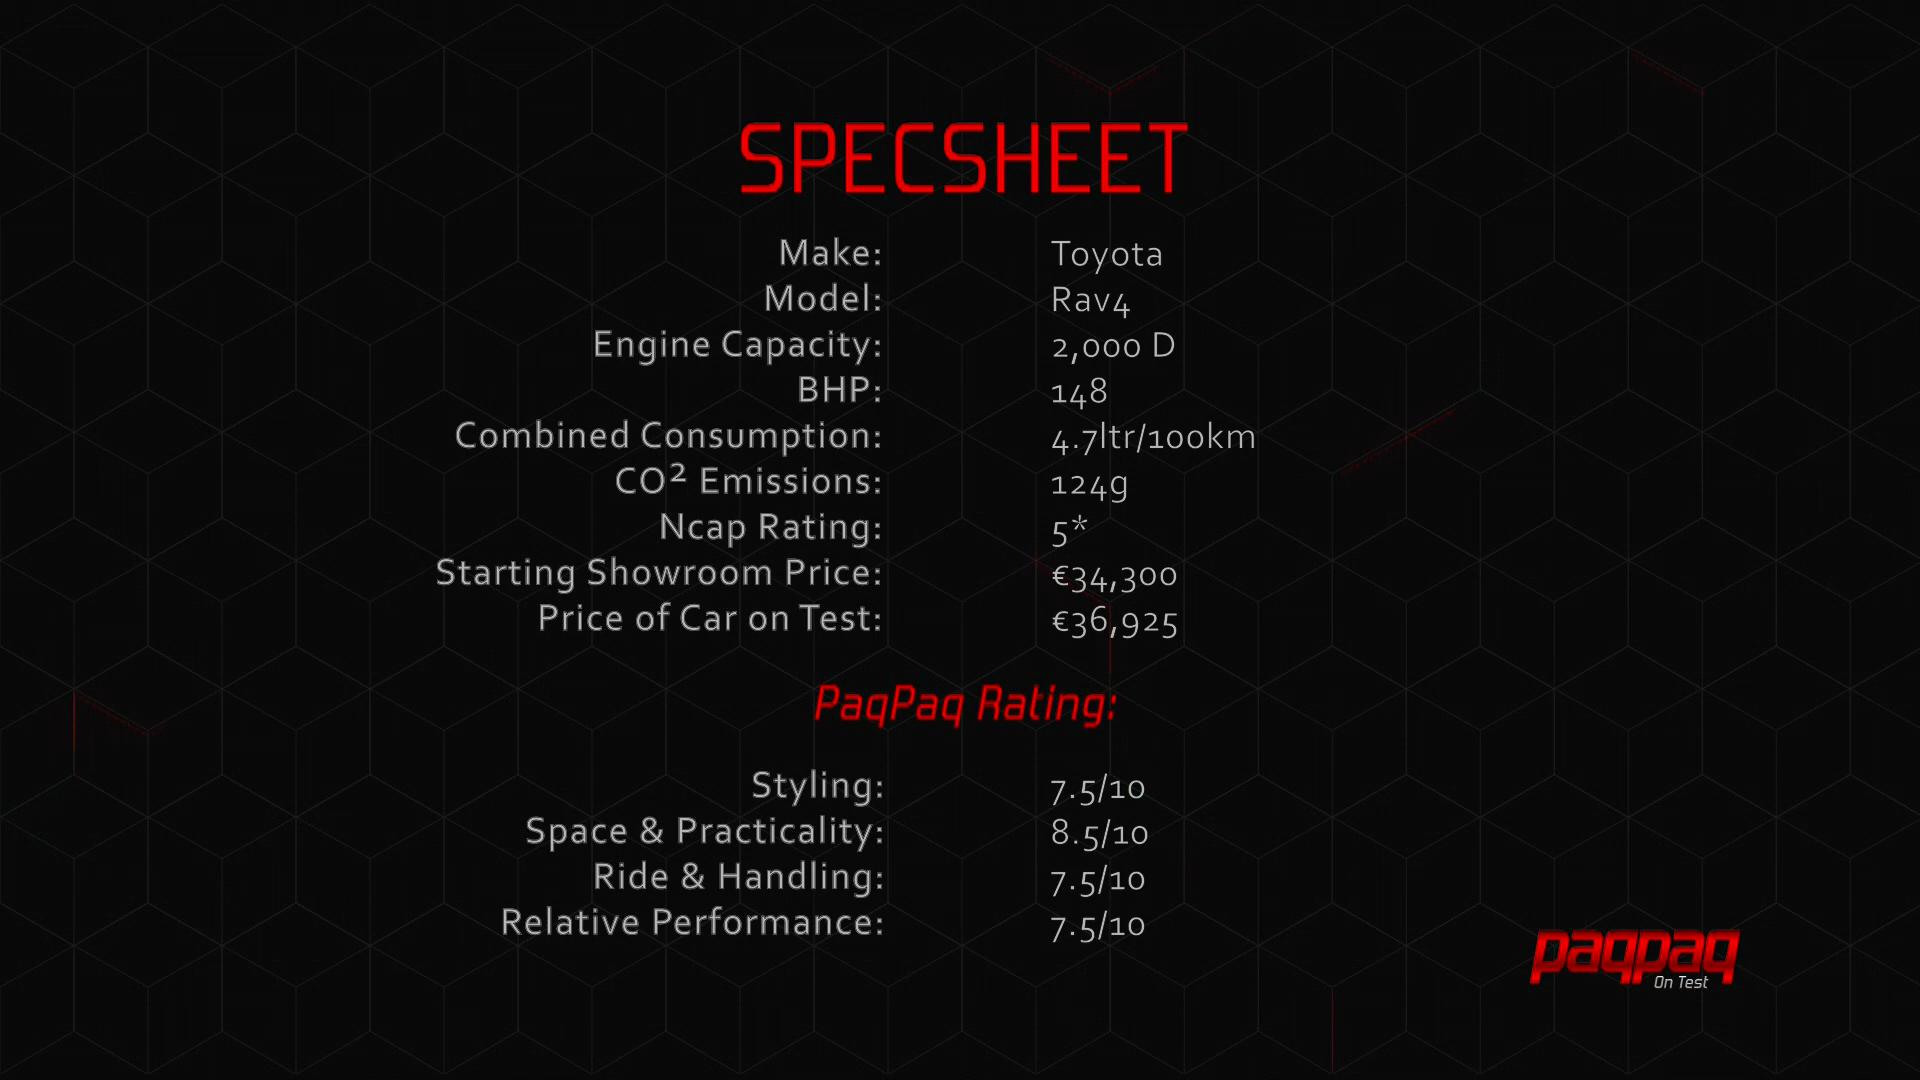 SPECSHEET
Make: Toyota
Model: Rav4
Engine Capacity: 2,000 D
BHP: 148
Combined Consumption: 4.7ltr/100km
CO² Emissions: 124g
Ncap Rating: 5*
Starting Showroom Price: €34,300
Price of Car on Test: €36,925
PaqPaq Rating:
Styling: 7.5/10
Space & Practicality: 8.5/10
Ride & Handling: 7.5/10
Relative Performance: 7.5/10
paqpaq
On Test